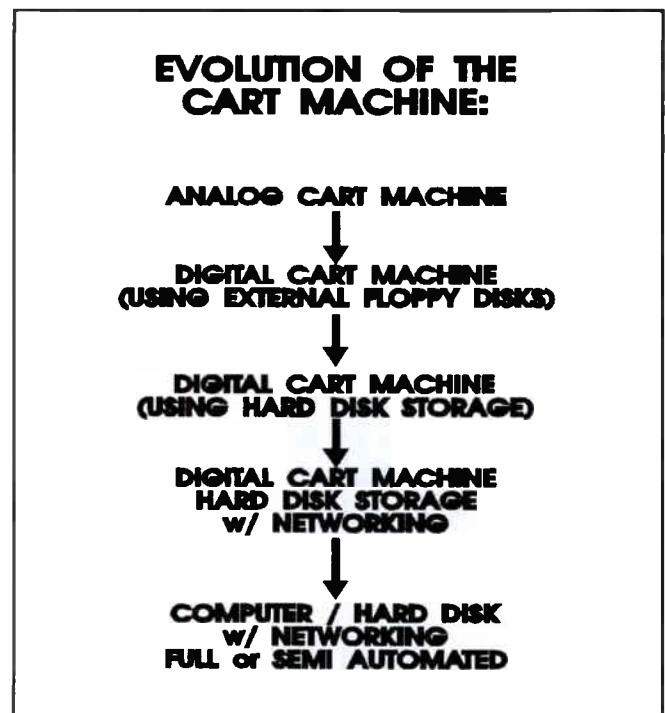 EVOLUTION OF THE
CART MACHINE:
ANALOG CART MACHINE
DIGITAL CART MACHINE
(USING EXTERNAL FLOPPY DISKS)
DIGITAL CART MACHINE
(USING HARD DISK STORAGE)
DIGITAL CART MACHINE
HARD DISK STORAGE
w/ NETWORKING
COMPUTER / HARD DISK
w/ NETWORKING
FULL or SEMI AUTOMATED